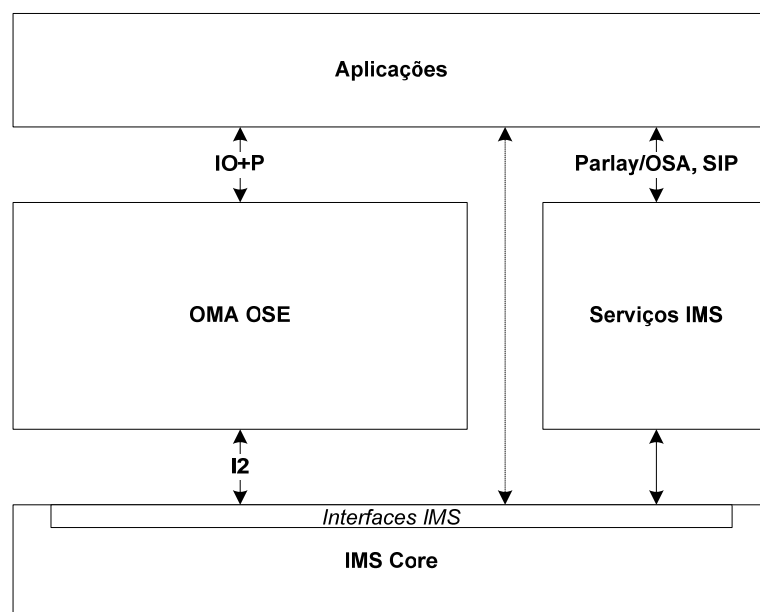 Aplicações
IO+P
Parlay/OSA, SIP
OMA OSE
Serviços IMS
I2
Interfaces IMS
IMS Core